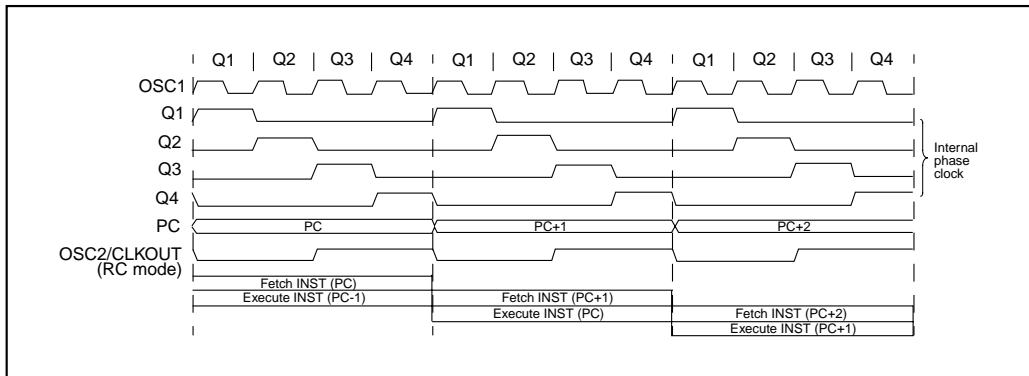 Q1 | Q2 | Q3 | Q4 | Q1 | Q2 | Q3 | Q4 | Q1 | Q2 | Q3 | Q4
OSC1
Q1
Q2
Q3
Q4
Internal
phase
clock
PC
PC PC+1 PC+2
OSC2/CLKOUT
(RC mode)
Fetch INST (PC)
Execute INST (PC-1) Fetch INST (PC+1)
Execute INST (PC) Fetch INST (PC+2)
Execute INST (PC+1)